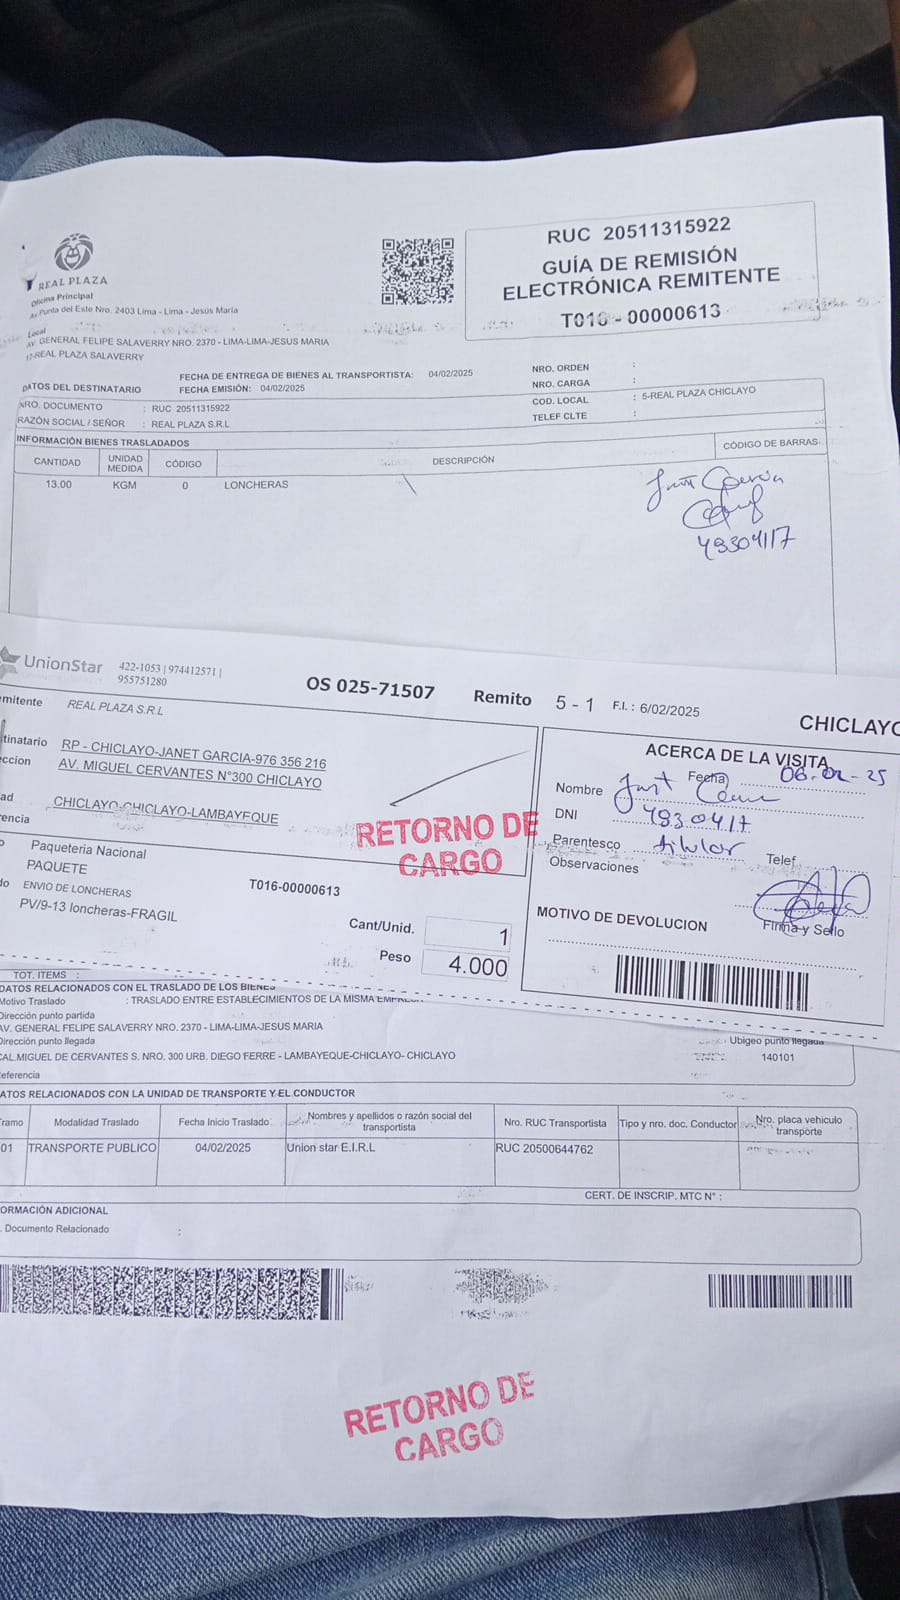 RUC 20511315922
GUÍA DE REMISIÓN
ELECTRÓNICA REMITENTE
T016 - 00000613
REAL PLAZA
Oficina Principal
Av Punta del Este Nro. 2403 Lima - Lima - Jesús Maria
Local
AV. GENERAL FELIPE SALAVERRY NRO. 2370 - LIMA-LIMA-JESUS MARIA
17-REAL PLAZA SALAVERRY
FECHA DE ENTREGA DE BIENES AL TRANSPORTISTA: 04/02/2025
NRO. ORDEN :
DATOS DEL DESTINATARIO FECHA EMISIÓN: 04/02/2025
NRO. CARGA :
NRO. DOCUMENTO : RUC 20511315922
COD. LOCAL : 5-REAL PLAZA CHICLAYO
RAZÓN SOCIAL / SEÑOR : REAL PLAZA S.R.L
TELEF CLTE :
INFORMACIÓN BIENES TRASLADADOS
CANTIDAD UNIDAD MEDIDA CÓDIGO DESCRIPCIÓN CÓDIGO DE BARRAS
13.00 KGM 0 LONCHERAS
UnionStar 422-1053 | 974412571 |
955751280
OS 025-71507 Remito 5 - 1 F.I. : 6/02/2025
CHICLAYO
mitente REAL PLAZA S.R.L
tinatario RP - CHICLAYO-JANET GARCIA-976 356 216
eccion AV. MIGUEL CERVANTES N°300 CHICLAYO
ad CHICLAYO-CHICLAYO-LAMBAYEQUE
rencia
RETORNO DE
CARGO
Paqueteria Nacional
PAQUETE
do ENVIO DE LONCHERAS T016-00000613
PV/9-13 loncheras-FRAGIL
Cant/Unid. 1
Peso 4.000
ACERCA DE LA VISITA
Fecha 06-02-25
Nombre
DNI
Parentesco titular Telef
Observaciones
MOTIVO DE DEVOLUCION
Firma y Sello
TOT. ITEMS :
DATOS RELACIONADOS CON EL TRASLADO DE LOS BIENES
Motivo Traslado : TRASLADO ENTRE ESTABLECIMIENTOS DE LA MISMA
Dirección punto partida
AV. GENERAL FELIPE SALAVERRY NRO. 2370 - LIMA-LIMA-JESUS MARIA
Dirección punto llegada Ubigeo punto llegada
CAL.MIGUEL DE CERVANTES S. NRO. 300 URB. DIEGO FERRE - LAMBAYEQUE-CHICLAYO- CHICLAYO 140101
eferencia
ATOS RELACIONADOS CON LA UNIDAD DE TRANSPORTE Y EL CONDUCTOR
ramo Modalidad Traslado Fecha Inicio Traslado Nombres y apellidos o razón social del transportista Nro. RUC Transportista Tipo y nro. doc. Conductor Nro. placa vehiculo transporte
01 TRANSPORTE PUBLICO 04/02/2025 Union star E.I.R.L RUC 20500644762
CERT. DE INSCRIP. MTC N° :
ORMACIÓN ADICIONAL
. Documento Relacionado :
RETORNO DE
CARGO